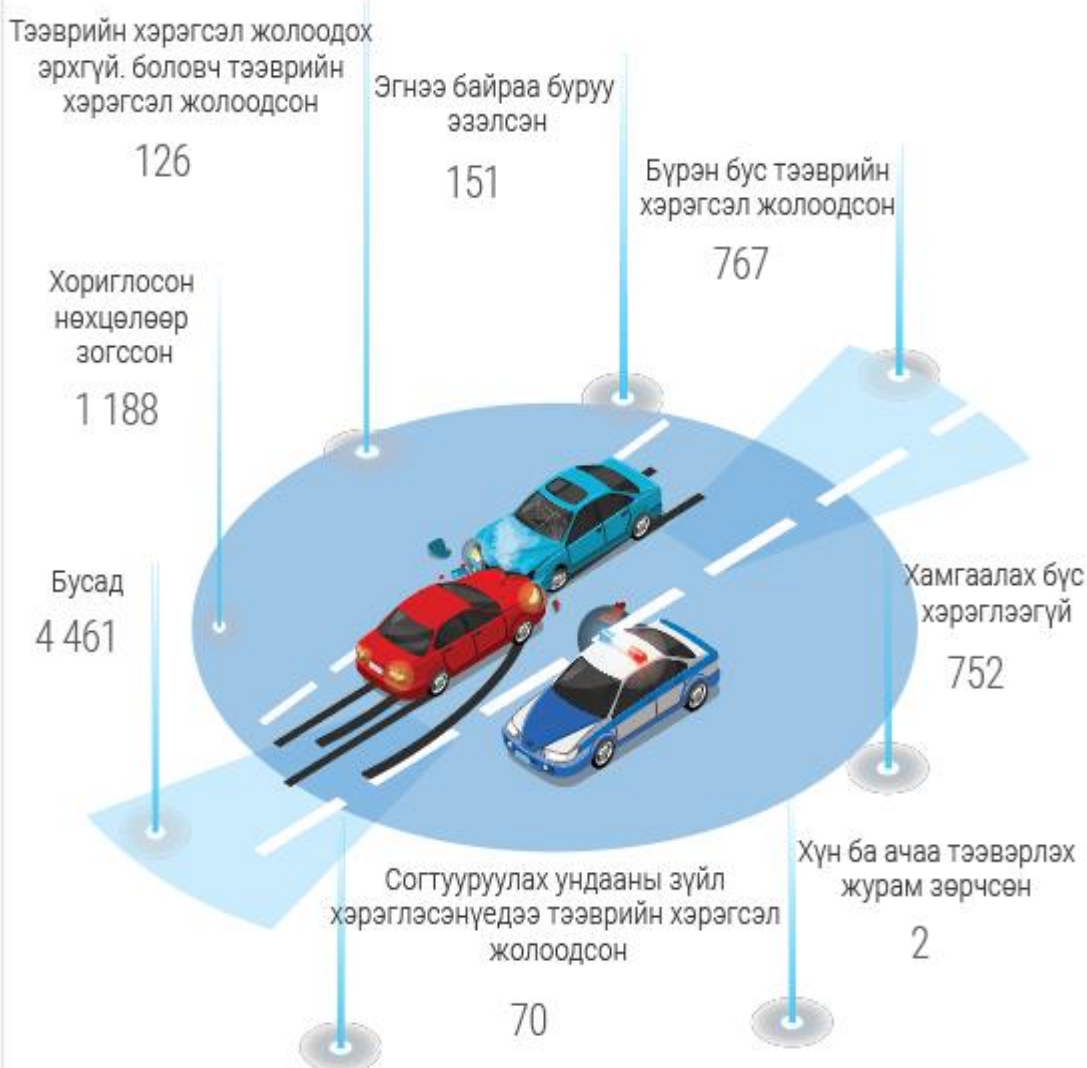 Тээврийн хэрэгсэл жолоодох
эрхгүй. боловч тээврийн
хэрэгсэл жолоодсон
126
Эгнээ байраа буруу
эзэлсэн
151
Бүрэн бус тээврийн
хэрэгсэл жолоодсон
767
Хориглосон
нөхцөлөөр
зогссон
1 188
Бусад
4 461
Хамгаалах бүс
хэрэглээгүй
752
Хүн ба ачаа тээвэрлэх
журам зөрчсөн
2
Согтууруулах ундааны зүйл
хэрэглэсэнүедээ тээврийн хэрэгсэл
жолоодсон
70